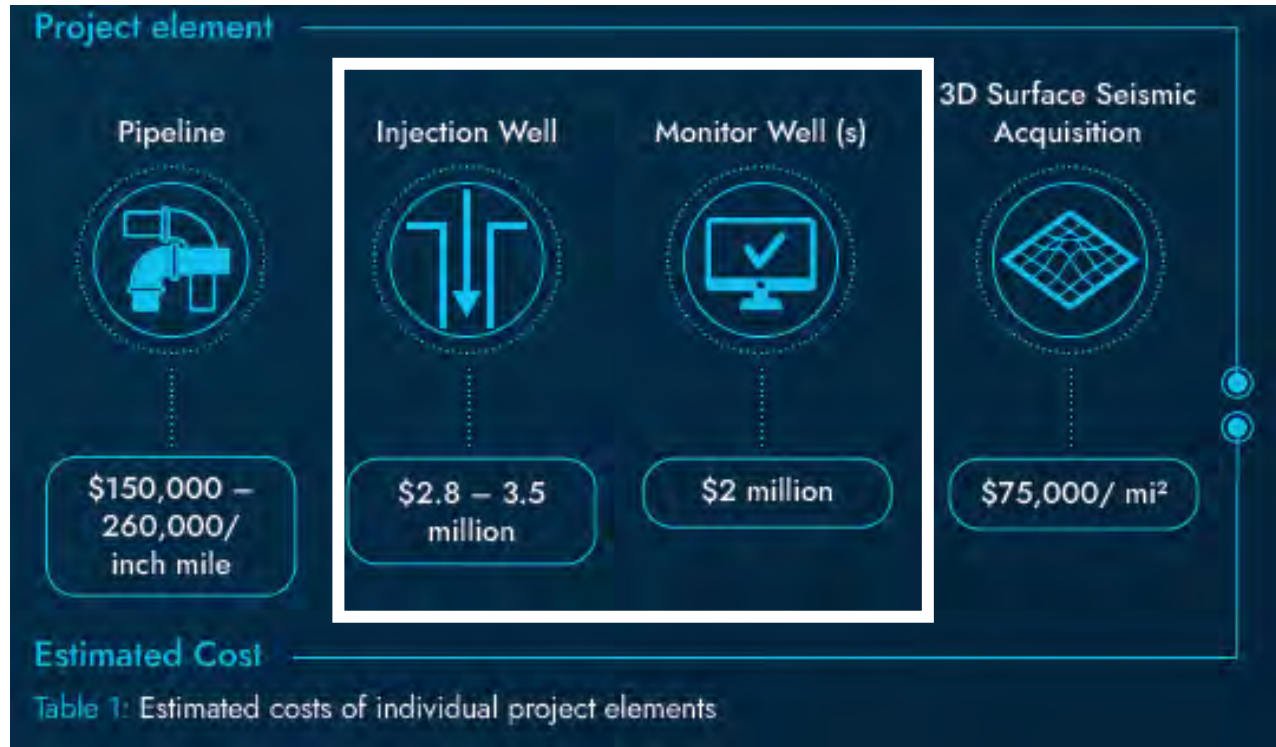 Project element
Pipeline
Injection Well
Monitor Well (s)
3D Surface Seismic
Acquisition
$150,000 –
260,000/
inch mile
$2.8 – 3.5
million
$2 million
$75,000/ mi²
Estimated Cost
Table 1: Estimated costs of individual project elements